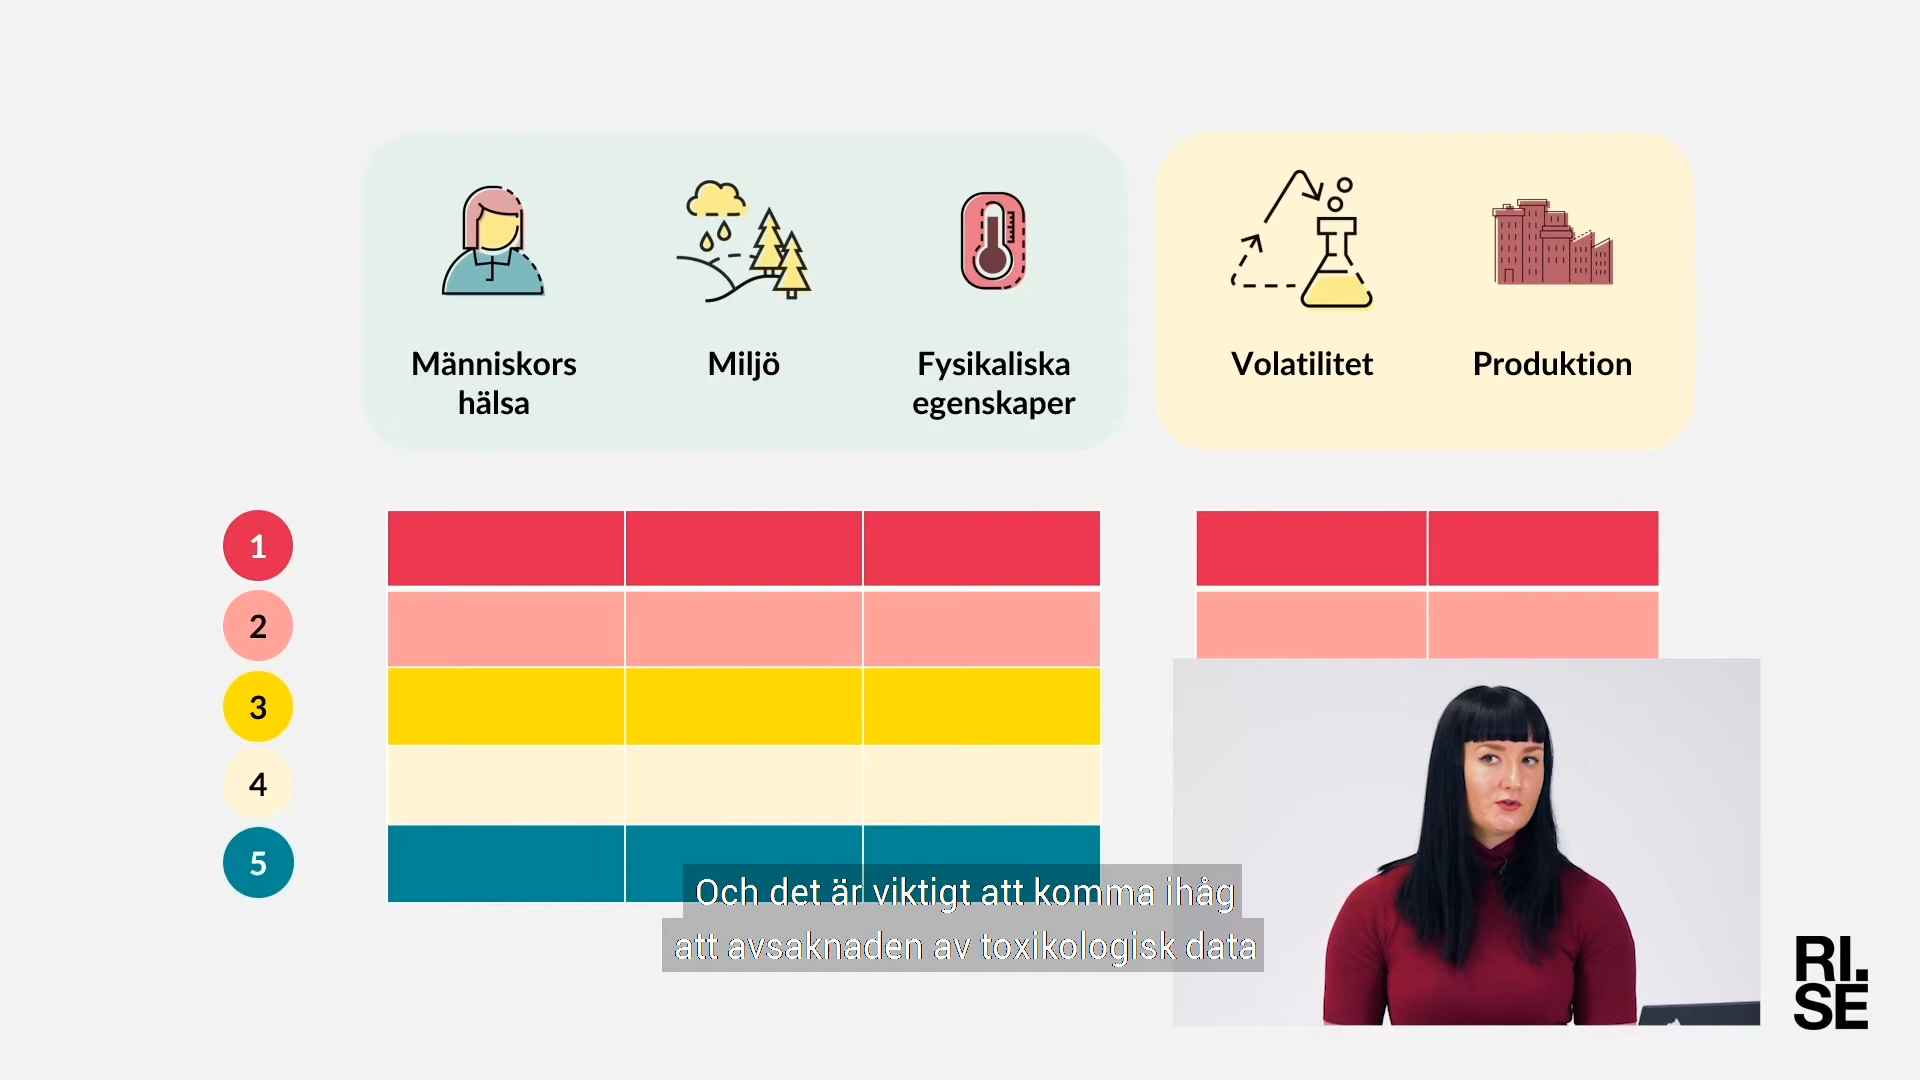 Människors
hälsa
Miljö
Fysikaliska
egenskaper
Volatilitet
Produktion
1
2
3
4
5
Och det är viktigt att komma ihåg
att avsaknaden av toxikologisk data
RI.
SE